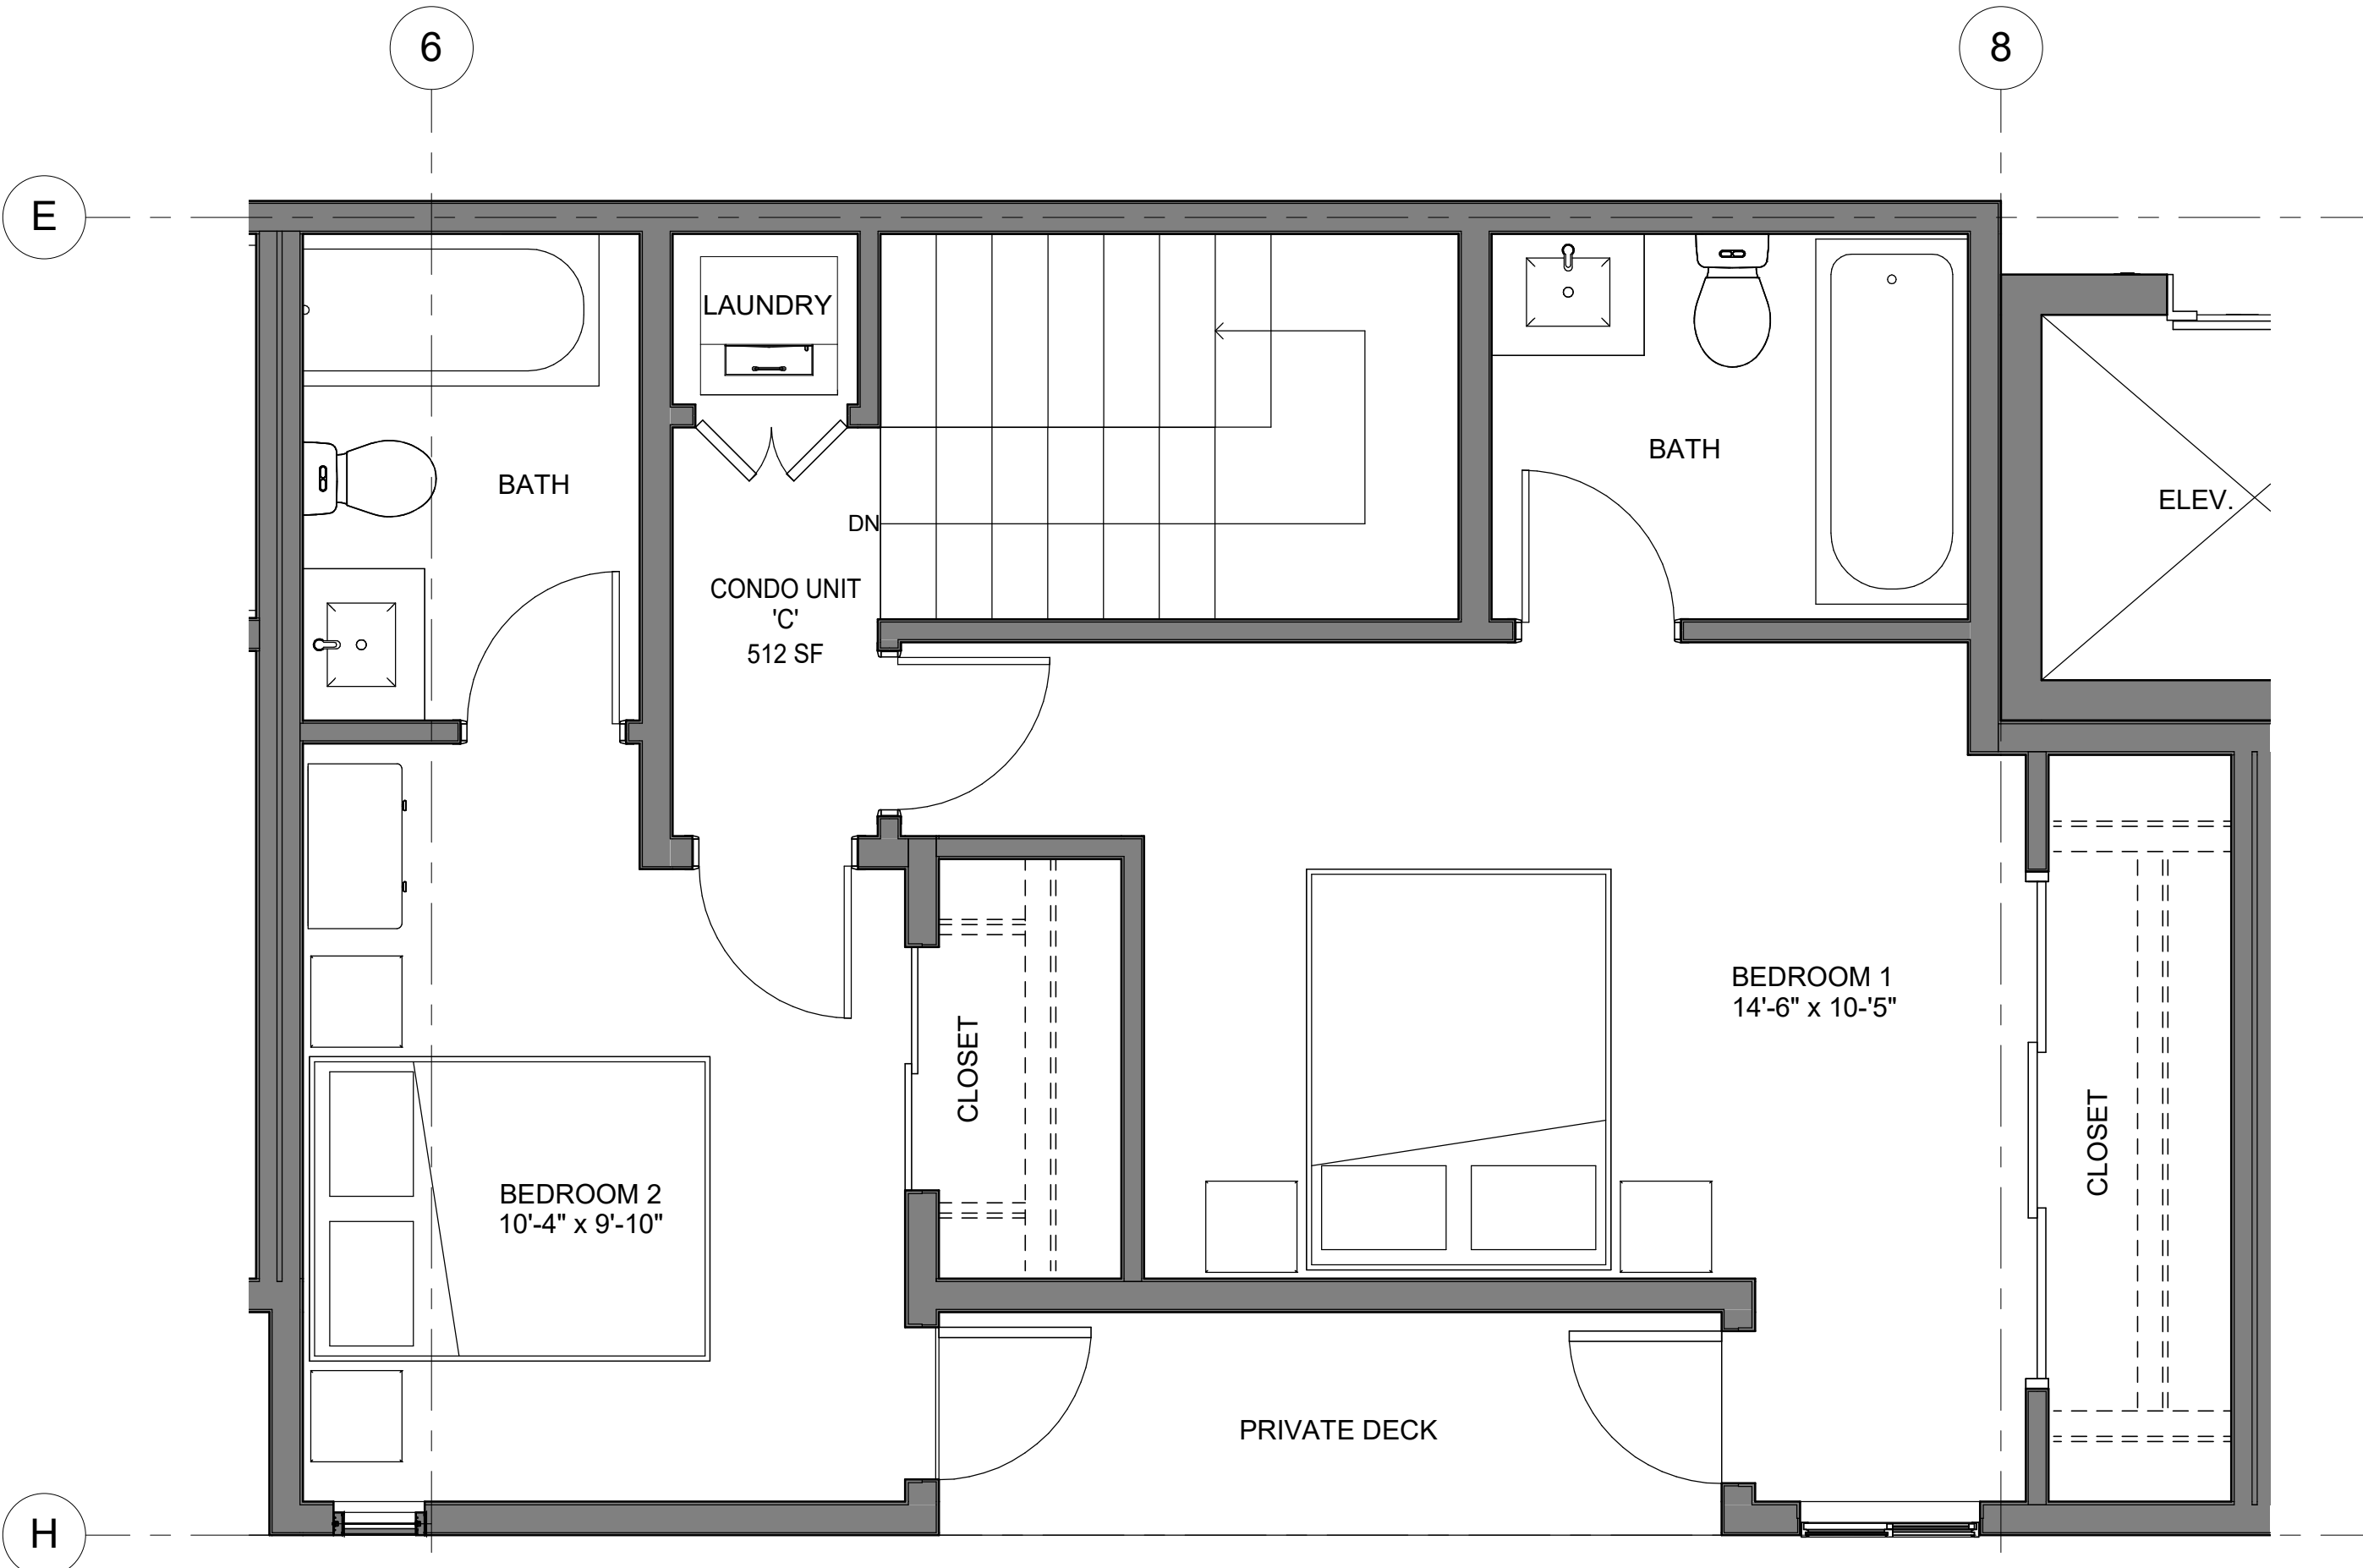 6
8
E
LAUNDRY
BATH
BATH
ELEV.
DN
CONDO UNIT
'C'
512 SF
BEDROOM 1
14'-6" x 10-'5"
CLOSET
CLOSET
BEDROOM 2
10'-4" x 9'-10"
PRIVATE DECK
H